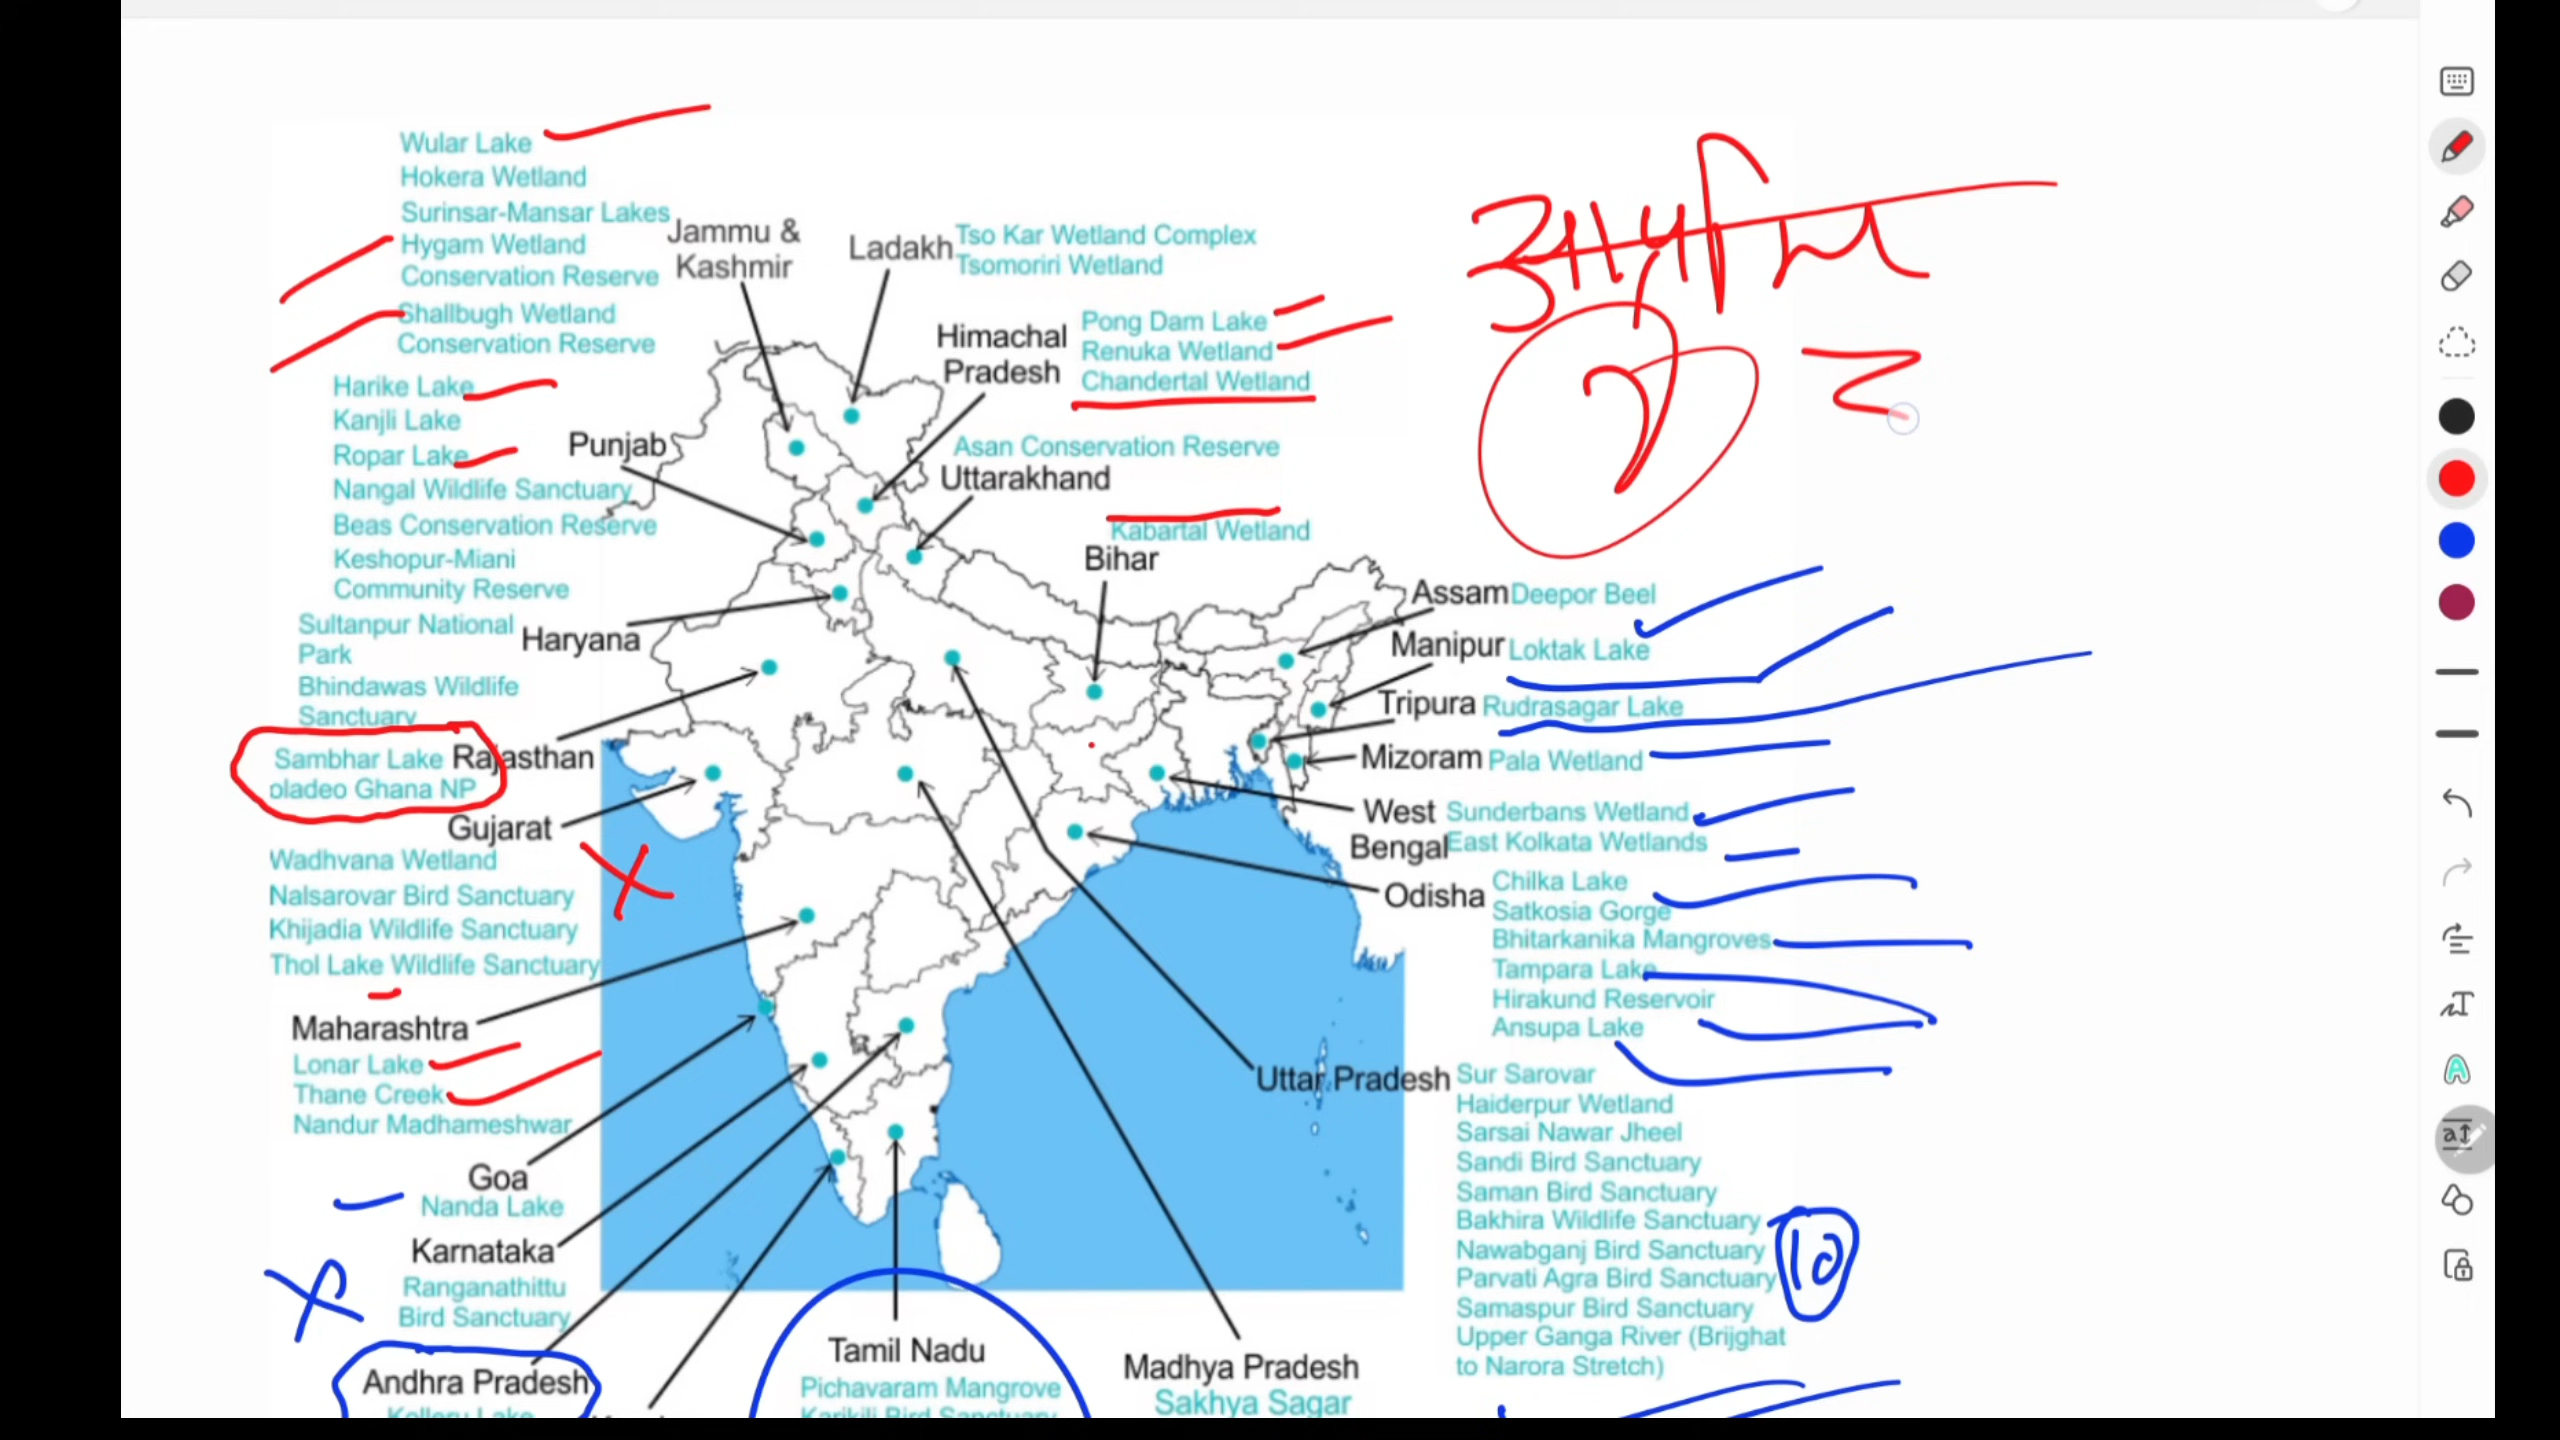 Wular Lake
Hokera Wetland
Surinsar-Mansar Lakes
Hygam Wetland
Conservation Reserve
Shallbugh Wetland
Conservation Reserve
Jammu &
Kashmir
Ladakh
Tso Kar Wetland Complex
Tsomoriri Wetland
Himachal
Pradesh
Pong Dam Lake
Renuka Wetland
Chandertal Wetland
Harike Lake
Kanjli Lake
Ropar Lake
Nangal Wildlife Sanctuary
Beas Conservation Reserve
Keshopur-Miani
Community Reserve
Punjab
Asan Conservation Reserve
Uttarakhand
Kabartal Wetland
Bihar
Sultanpur National
Park
Bhindawas Wildlife
Sanctuary
Haryana
Assam Deepor Beel
Manipur Loktak Lake
Tripura Rudrasagar Lake
Mizoram Pala Wetland
West
Bengal
Sunderbans Wetland
East Kolkata Wetlands
Sambhar Lake Rajasthan
oladeo Ghana NP
Gujarat
Wadhvana Wetland
Nalsarovar Bird Sanctuary
Khijadia Wildlife Sanctuary
Thol Lake Wildlife Sanctuary
Odisha
Chilka Lake
Satkosia Gorge
Bhitarkanika Mangroves
Tampara Lake
Hirakund Reservoir
Ansupa Lake
Maharashtra
Lonar Lake
Thane Creek
Nandur Madhameshwar
Uttar Pradesh
Sur Sarovar
Haiderpur Wetland
Sarsai Nawar Jheel
Sandi Bird Sanctuary
Saman Bird Sanctuary
Bakhira Wildlife Sanctuary
Nawabganj Bird Sanctuary
Parvati Agra Bird Sanctuary
Samaspur Bird Sanctuary
Upper Ganga River (Brijghat
to Narora Stretch)
10
Goa
Nanda Lake
Karnataka
Ranganathittu
Bird Sanctuary
Andhra Pradesh
Kolleru Lake
Tamil Nadu
Pichavaram Mangrove
Karikili Bird Sanctuary
Madhya Pradesh
Sakhya Sagar